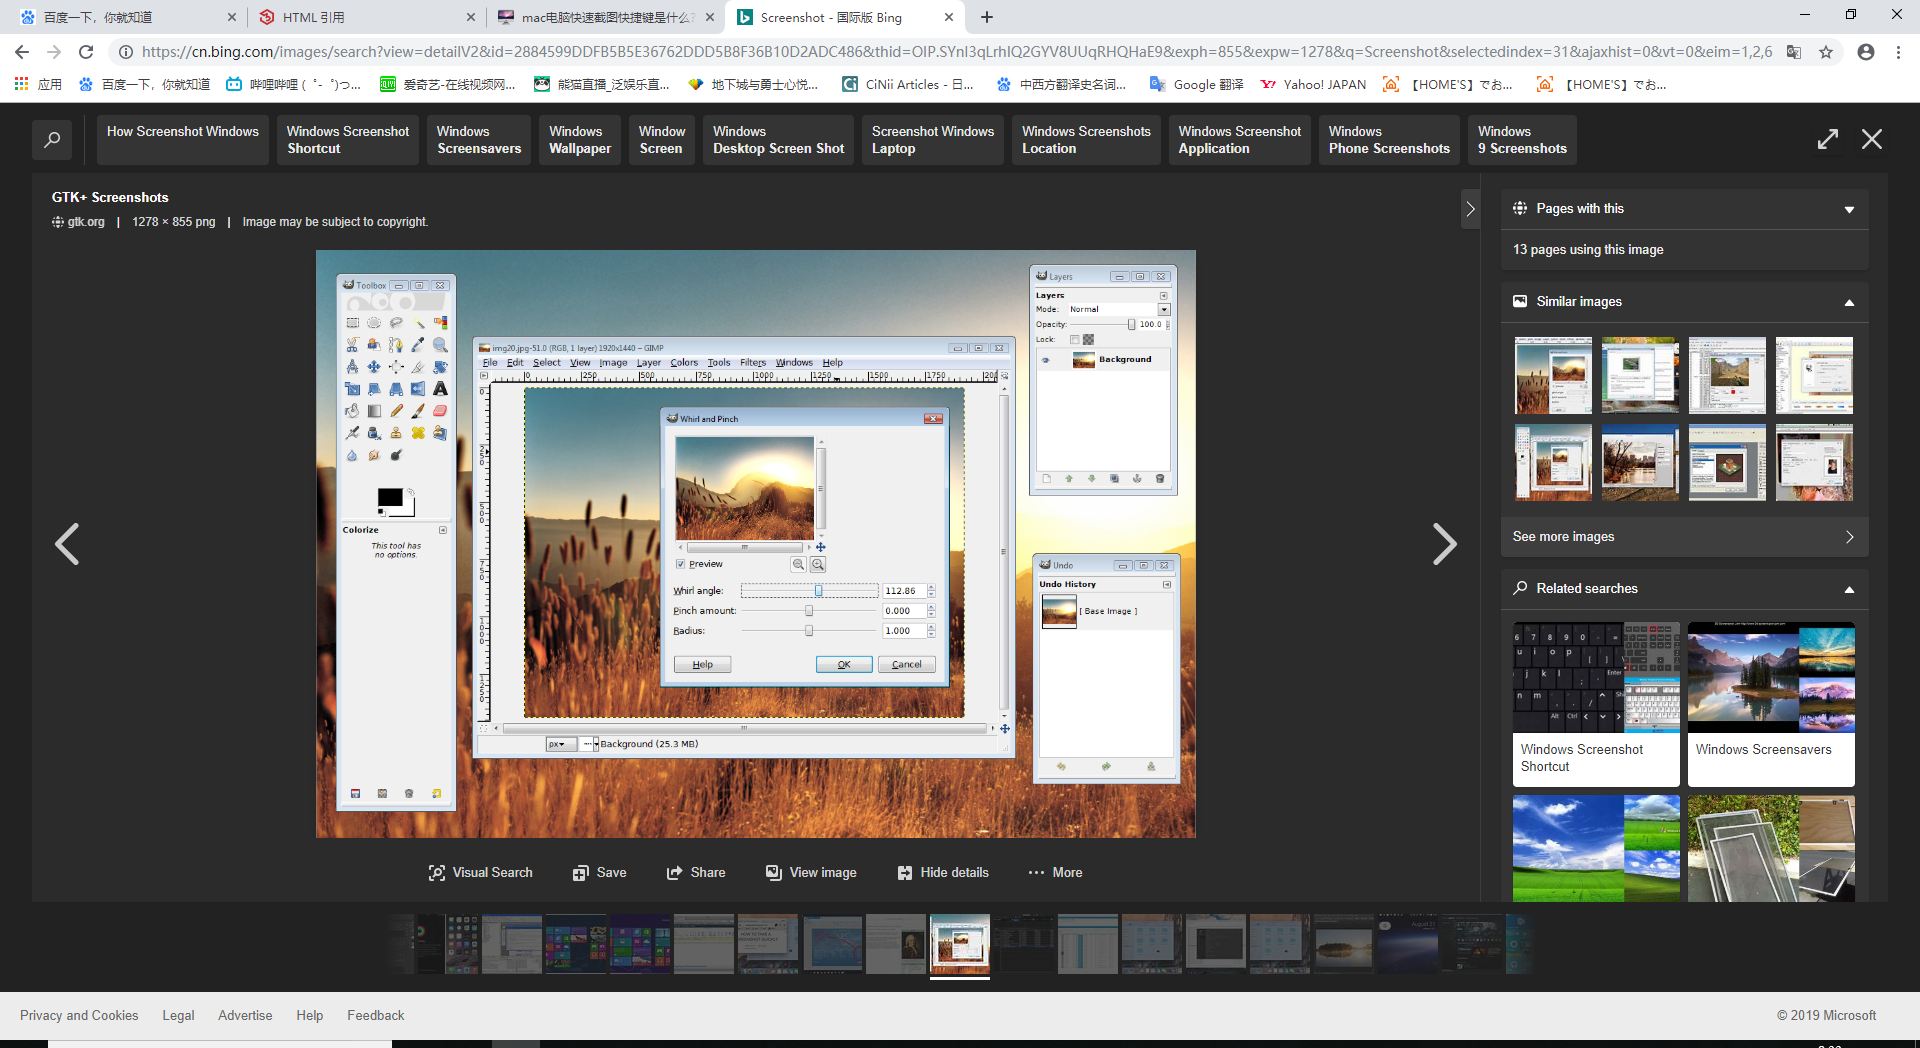 百度一下，你就知道
HTML 引用
mac电脑快速截图快捷键是什么?
Screenshot - 国际版 Bing
https://cn.bing.com/images/search?view=detailV2&id=2884599DDFB5B5E36762DDD5B8F36B10D2ADC486&thid=OIP.SYnI3qLrhIQ2GYV8UUqRHQHaE9&exph=855&expw=1278&q=Screenshot&selectedindex=31&ajaxhist=0&vt=0&eim=1,2,6
应用
百度一下，你就知道
哔哩哔哩 ( ゜- ゜)つ...
爱奇艺-在线视频网...
熊猫直播_泛娱乐直...
地下城与勇士心悦...
CiNii Articles - 日...
中西方翻译史名词...
Google 翻译
Yahoo! JAPAN
【HOME'S】でお...
【HOME'S】でお...
How Screenshot Windows
Windows Screenshot
Shortcut
Windows
Screensavers
Windows
Wallpaper
Window
Screen
Windows
Desktop Screen Shot
Screenshot Windows
Laptop
Windows Screenshots
Location
Windows Screenshot
Application
Windows
Phone Screenshots
Windows
9 Screenshots
GTK+ Screenshots
gtk.org | 1278 × 855 png | Image may be subject to copyright.
Toolbox
Colorize
This tool has
no options.
img20.jpg-51.0 (RGB, 1 layer) 1920x1440 – GIMP
File Edit Select View Image Layer Colors Tools Filters Windows Help
0 250 500 750 1000 1250 1500 1750
Whirl and Pinch
Preview
Whirl angle: 112.86
Pinch amount: 0.000
Radius: 1.000
Help OK Cancel
px Background (25.3 MB)
Layers
Layers
Mode: Normal
Opacity: 100.0
Lock:
Background
Undo
Undo History
[ Base Image ]
Visual Search
Save
Share
View image
Hide details
More
Pages with this
13 pages using this image
Similar images
See more images
Related searches
Windows Screenshot
Shortcut
Windows Screensavers
Privacy and Cookies
Legal
Advertise
Help
Feedback
© 2019 Microsoft